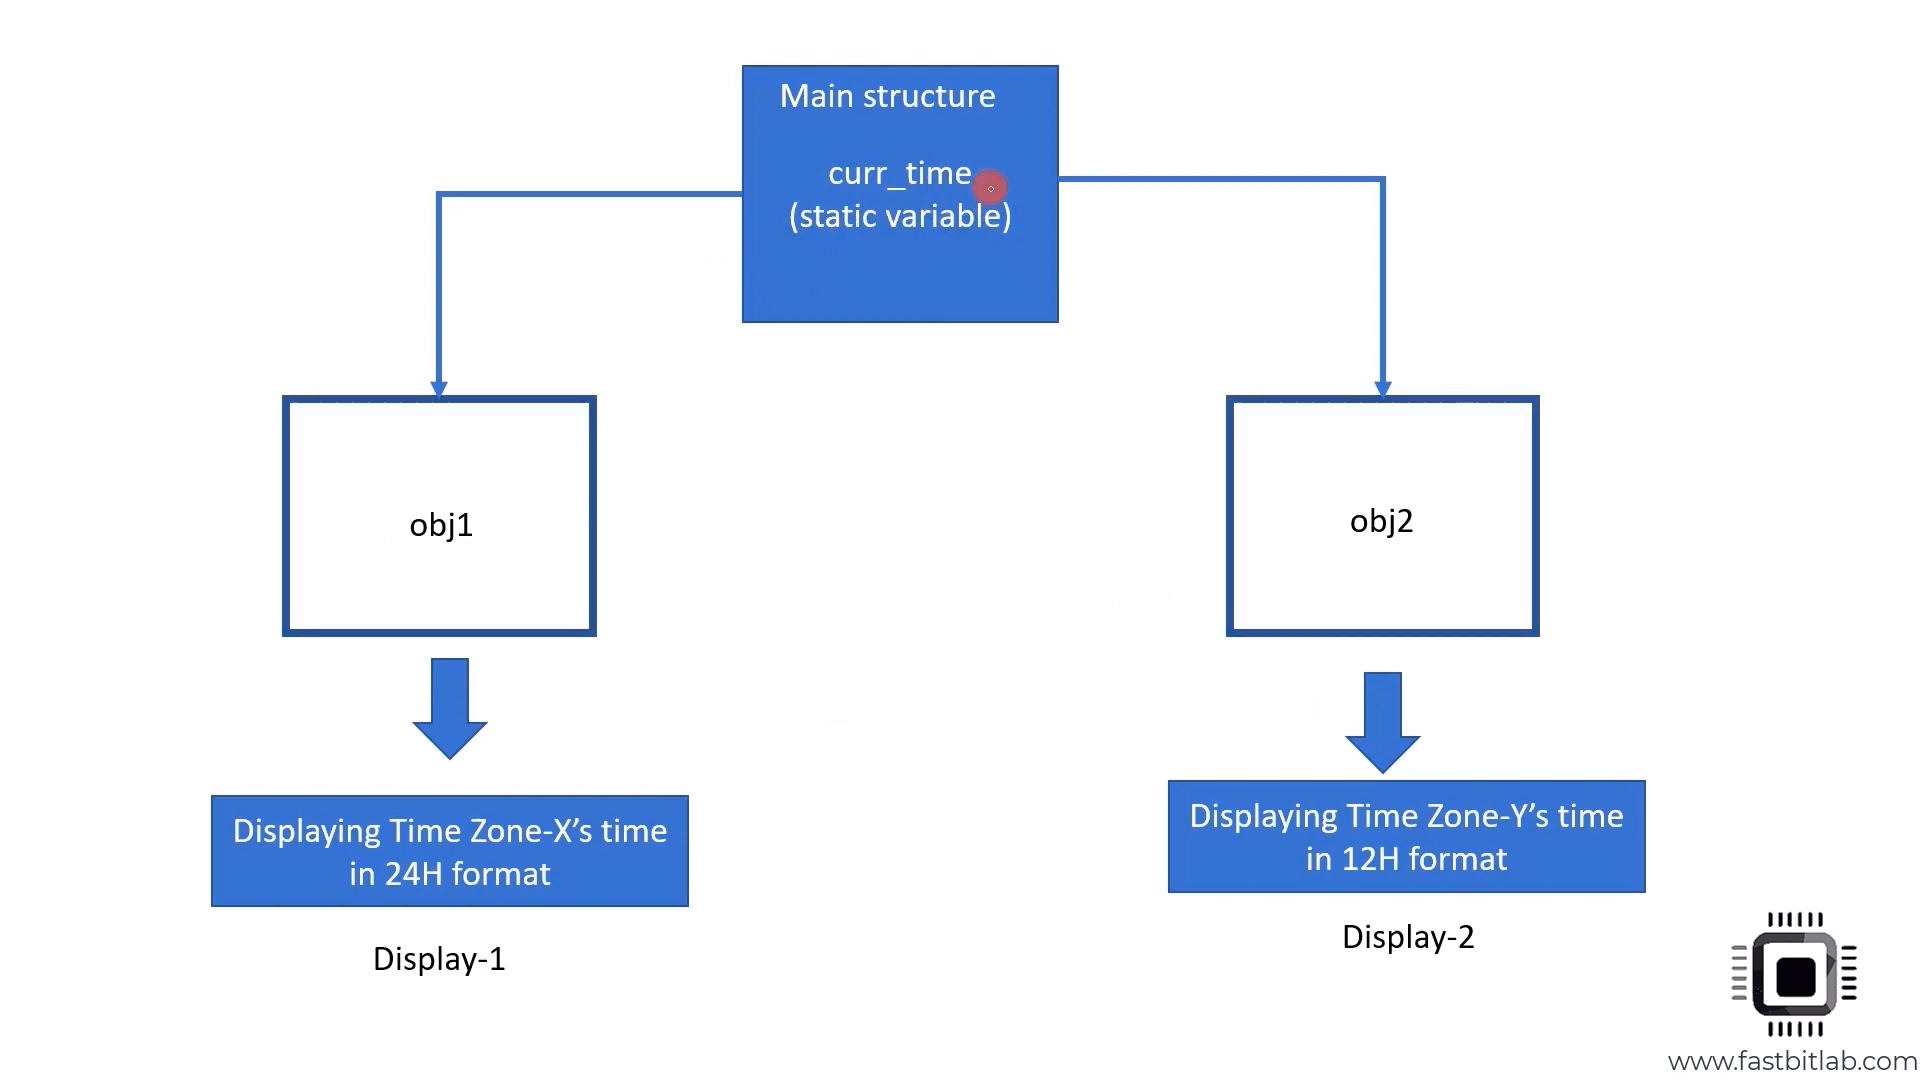 Main structure
curr_time
(static variable)
obj1
obj2
Displaying Time Zone-X’s time
in 24H format
Display-1
Displaying Time Zone-Y’s time
in 12H format
Display-2
www.fastbitlab.com